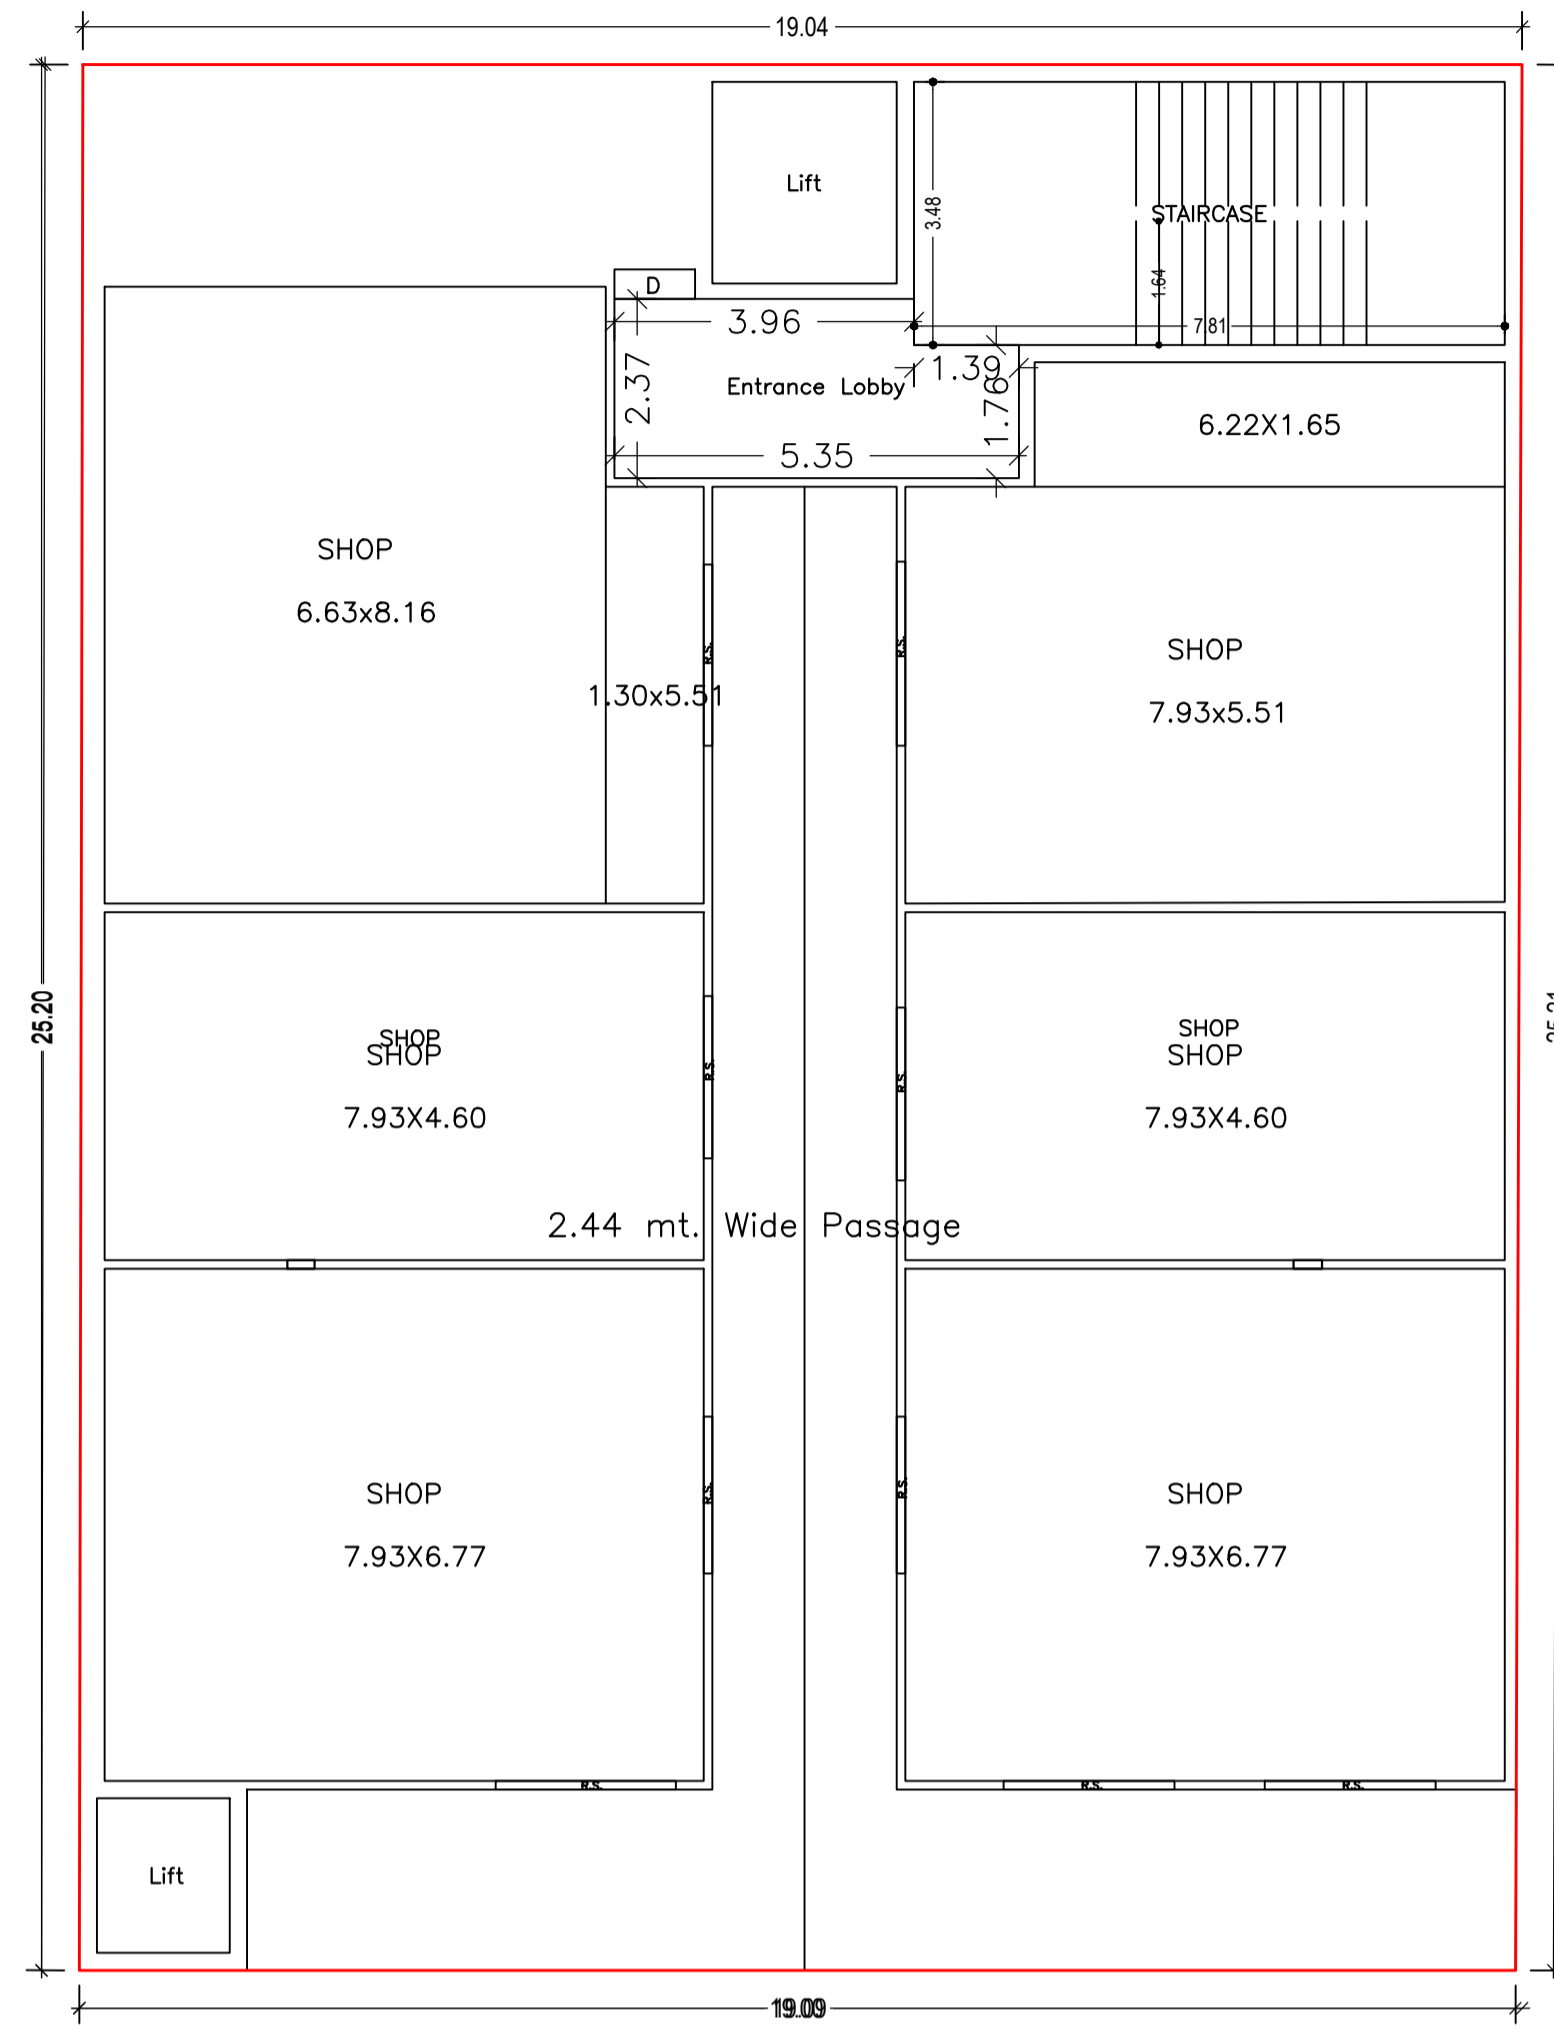 19.04
Lift
3.48
STAIRCASE
1.64
D
3.96
7.81
2.37
1.39
Entrance Lobby
1.76
6.22X1.65
5.35
SHOP
6.63x8.16
R.S.
R.S.
SHOP
1.30x5.51
7.93x5.51
25.20
SHOP
SHOP
SHOP
SHOP
R.S.
R.S.
7.93X4.60
7.93X4.60
2.44 mt. Wide Passage
SHOP
SHOP
R.S.
R.S.
7.93X6.77
7.93X6.77
R.S.
R.S.
R.S.
Lift